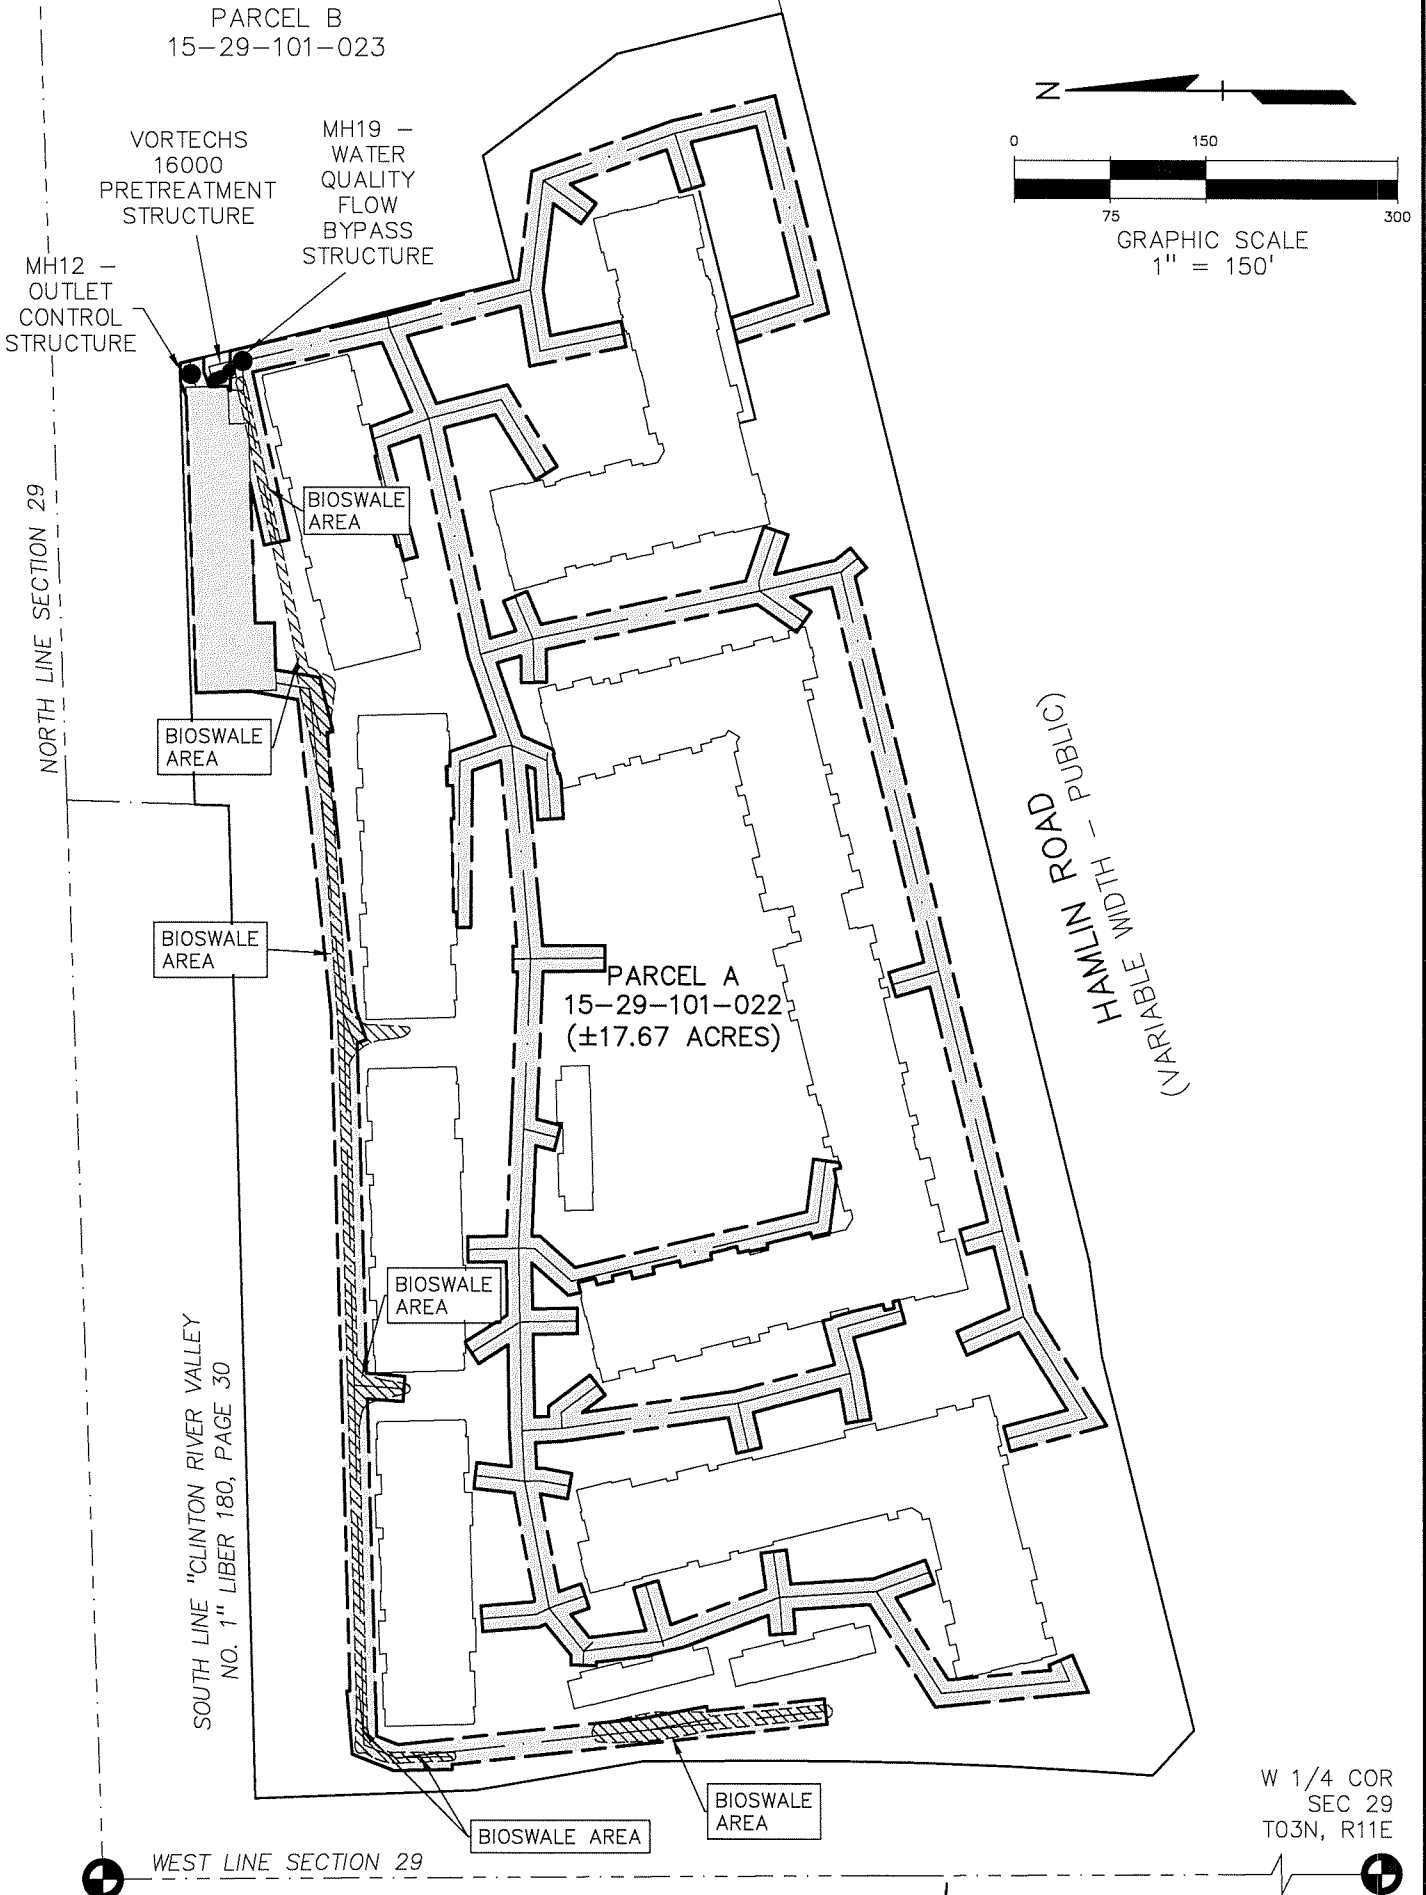 PARCEL B
15-29-101-023
N
0 150
75 300
GRAPHIC SCALE
1" = 150'
VORTECHS
16000
PRETREATMENT
STRUCTURE
MH19 -
WATER
QUALITY
FLOW
BYPASS
STRUCTURE
MH12 -
OUTLET
CONTROL
STRUCTURE
BIOSWALE
AREA
NORTH LINE SECTION 29
BIOSWALE
AREA
BIOSWALE
AREA
PARCEL A
15-29-101-022
(±17.67 ACRES)
HAMLIN ROAD
(VARIABLE WIDTH - PUBLIC)
BIOSWALE
AREA
SOUTH LINE "CLINTON RIVER VALLEY
NO. 1" LIBER 180, PAGE 30
BIOSWALE
AREA
BIOSWALE AREA
W 1/4 COR
SEC 29
T03N, R11E
WEST LINE SECTION 29